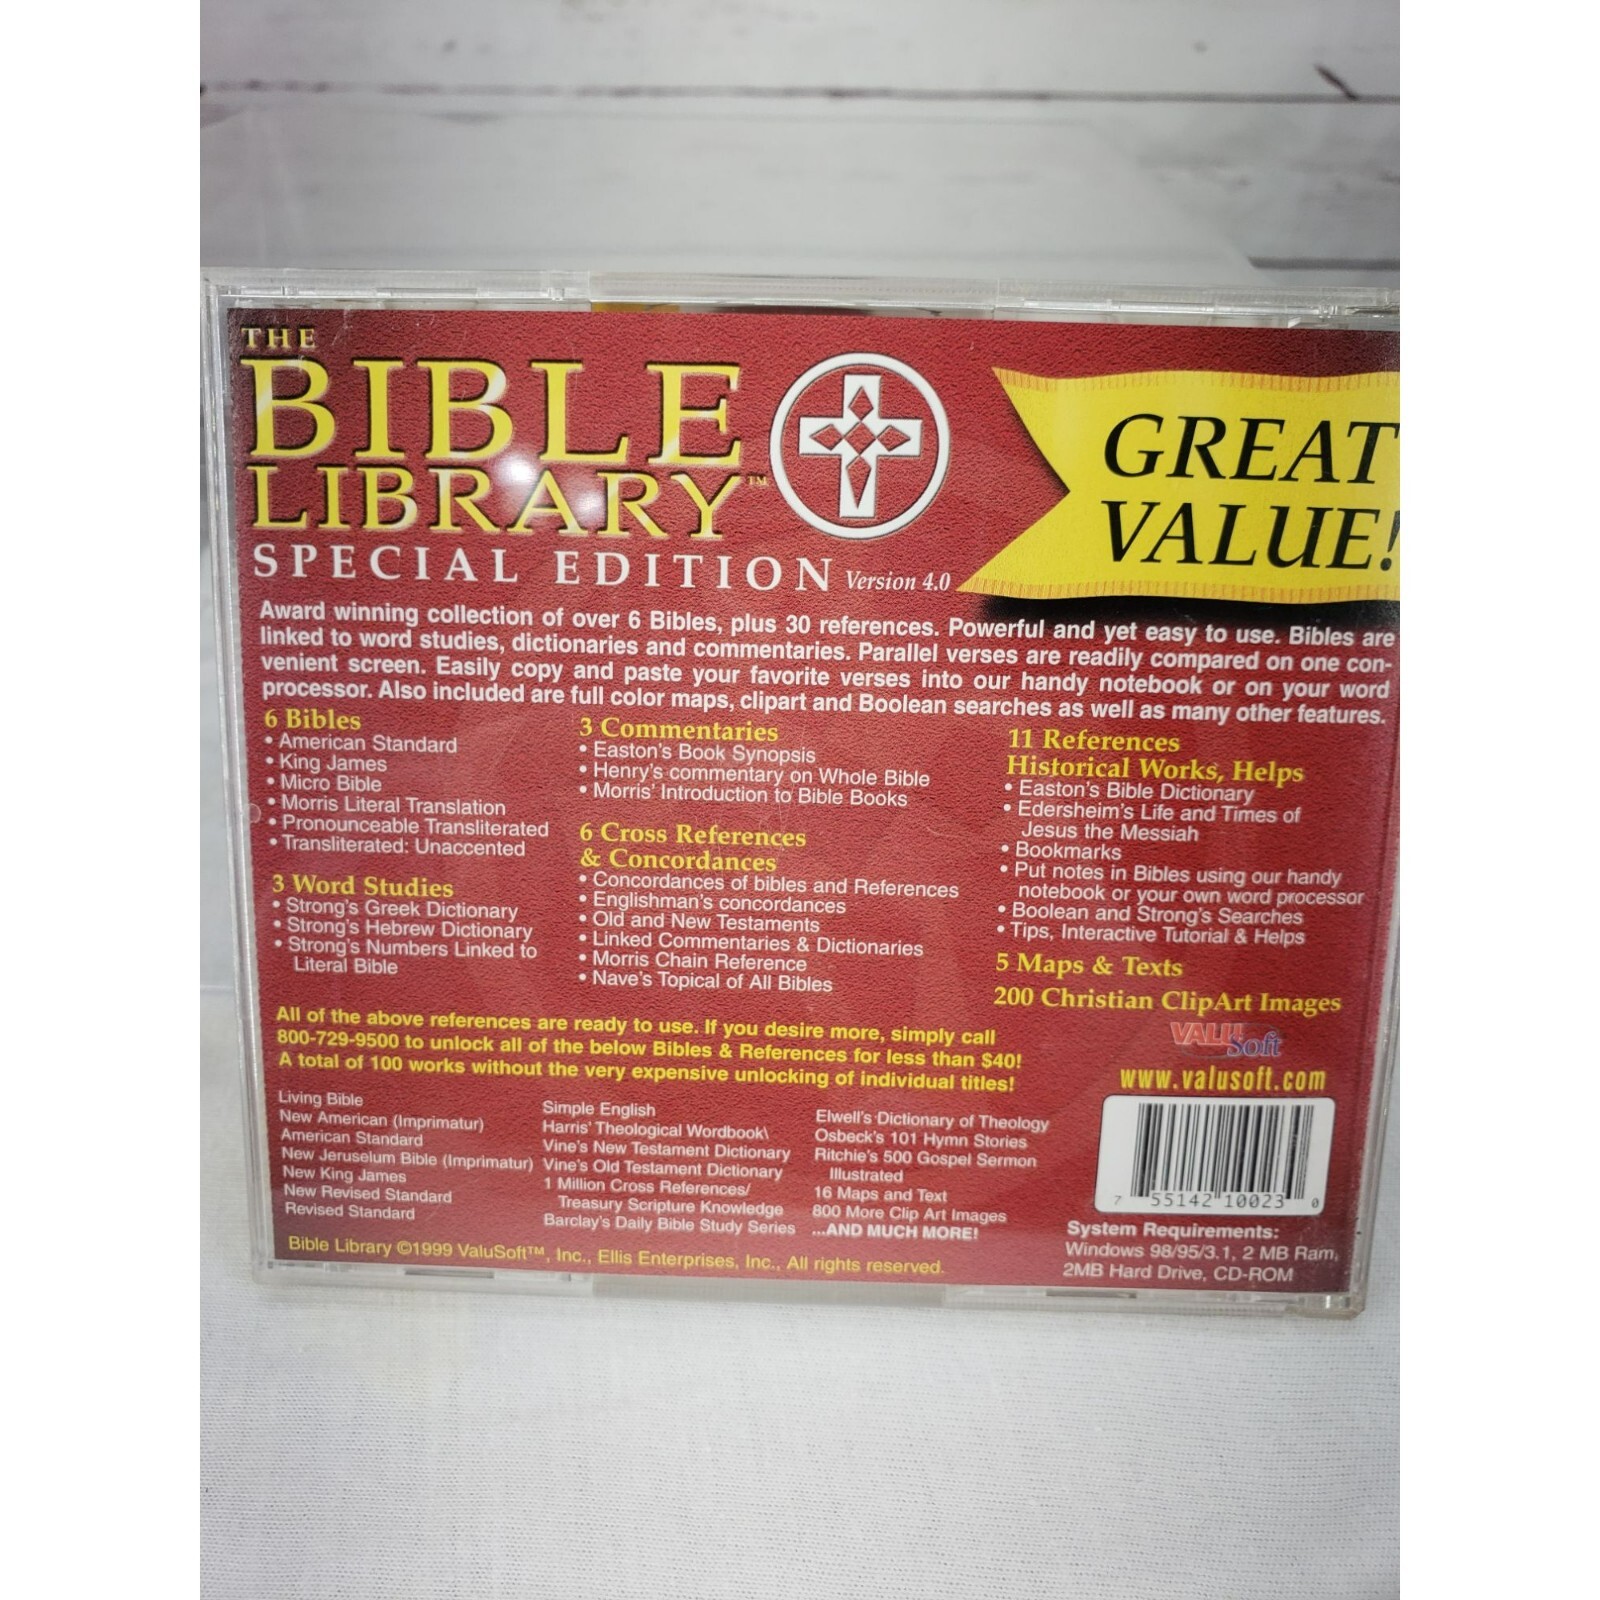 THE
BIBLE
LIBRARY™
SPECIAL EDITION Version 4.0
GREAT
VALUE!
Award winning collection of over 6 Bibles, plus 30 references. Powerful and yet easy to use. Bibles are
linked to word studies, dictionaries and commentaries. Parallel verses are readily compared on one con-
venient screen. Easily copy and paste your favorite verses into our handy notebook or on your word
processor. Also included are full color maps, clipart and Boolean searches as well as many other features.
6 Bibles
• American Standard
• King James
• Micro Bible
• Morris Literal Translation
• Pronounceable Transliterated
• Transliterated: Unaccented
3 Word Studies
• Strong's Greek Dictionary
• Strong's Hebrew Dictionary
• Strong's Numbers Linked to
Literal Bible
3 Commentaries
• Easton's Book Synopsis
• Henry's commentary on Whole Bible
• Morris' Introduction to Bible Books
6 Cross References
& Concordances
• Concordances of bibles and References
• Englishman's concordances
• Old and New Testaments
• Linked Commentaries & Dictionaries
• Morris Chain Reference
• Nave's Topical of All Bibles
11 References
Historical Works, Helps
• Easton's Bible Dictionary
• Edersheim's Life and Times of
Jesus the Messiah
• Bookmarks
• Put notes in Bibles using our handy
notebook or your own word processor
• Boolean and Strong's Searches
• Tips, Interactive Tutorial & Helps
5 Maps & Texts
200 Christian ClipArt Images
All of the above references are ready to use. If you desire more, simply call
800-729-9500 to unlock all of the below Bibles & References for less than $40!
A total of 100 works without the very expensive unlocking of individual titles!
VALU
Soft
www.valusoft.com
Living Bible
New American (Imprimatur)
American Standard
New Jeruselum Bible (Imprimatur)
New King James
New Revised Standard
Revised Standard
Simple English
Harris' Theological Wordbook\
Vine's New Testament Dictionary
Vine's Old Testament Dictionary
1 Million Cross References/
Treasury Scripture Knowledge
Barclay's Daily Bible Study Series
Elwell's Dictionary of Theology
Osbeck's 101 Hymn Stories
Ritchie's 500 Gospel Sermon
Illustrated
16 Maps and Text
800 More Clip Art Images
...AND MUCH MORE!
7 55142 10023 0
System Requirements:
Windows 98/95/3.1, 2 MB Ram,
2MB Hard Drive, CD-ROM
Bible Library ©1999 ValuSoft™, Inc., Ellis Enterprises, Inc., All rights reserved.